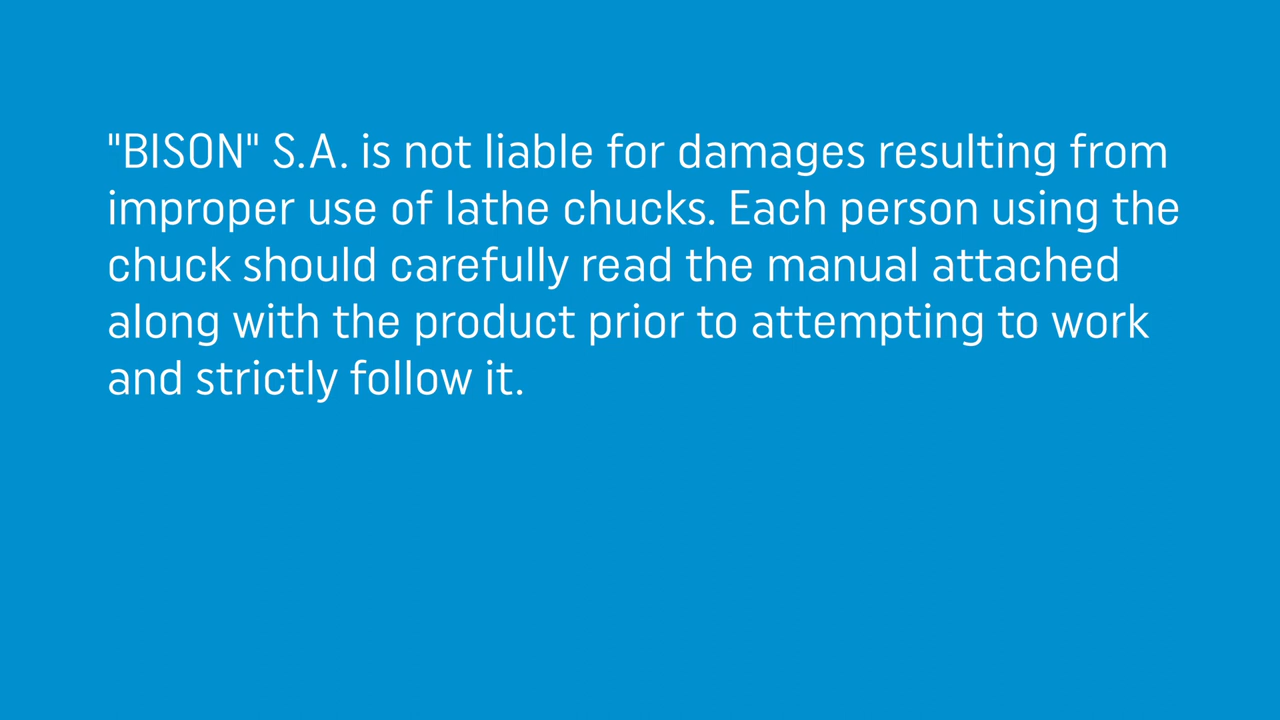 "BISON" S.A. is not liable for damages resulting from
improper use of lathe chucks. Each person using the
chuck should carefully read the manual attached
along with the product prior to attempting to work
and strictly follow it.